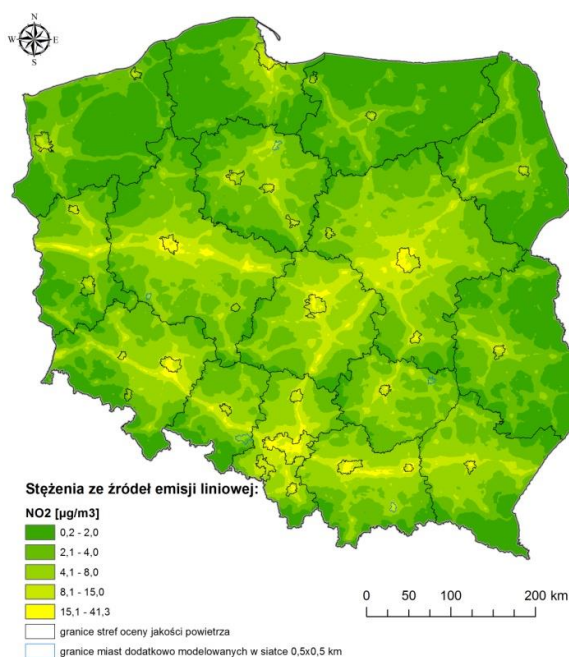 N
W E
S
Stężenia ze źródeł emisji liniowej:
NO2 [µg/m3]
0,2 - 2,0
2,1 - 4,0
4,1 - 8,0
8,1 - 15,0
15,1 - 41,3
granice stref oceny jakości powietrza
granice miast dodatkowo modelowanych w siatce 0,5x0,5 km
0 50 100 200 km